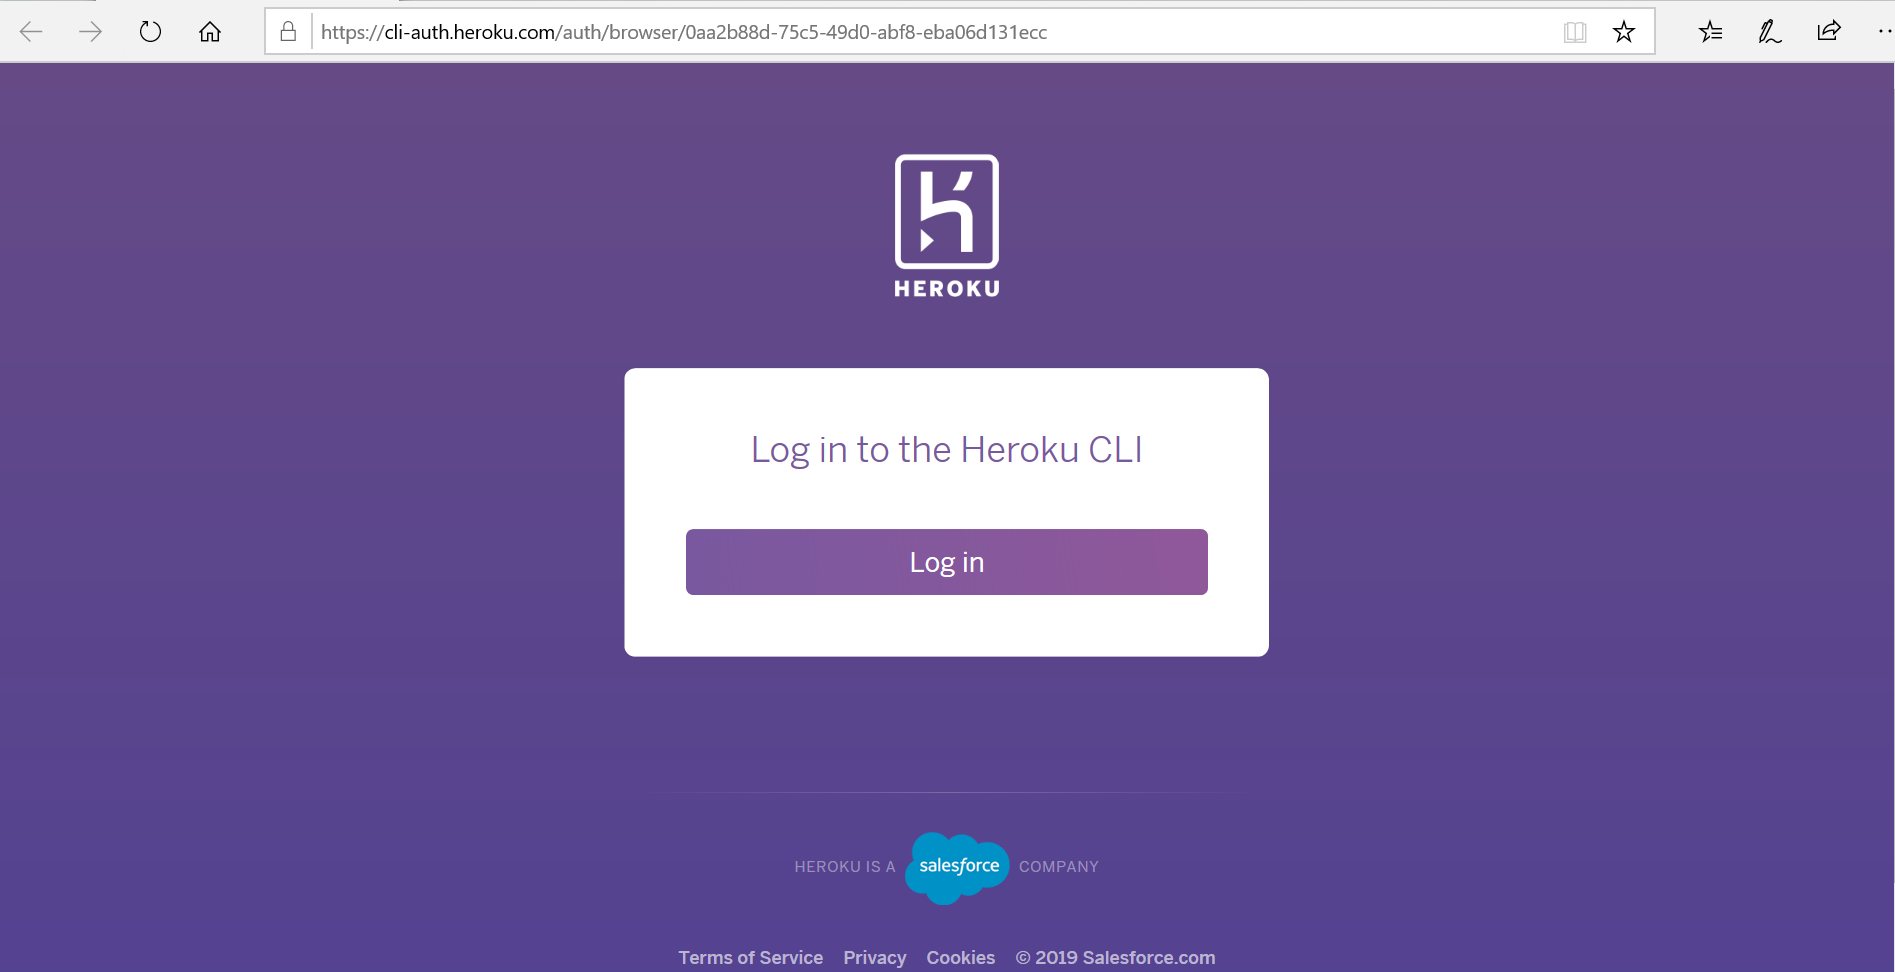 https://cli-auth.heroku.com/auth/browser/0aa2b88d-75c5-49d0-abf8-eba06d131ecc
HEROKU
Log in to the Heroku CLI
Log in
HEROKU IS A salesforce COMPANY
Terms of Service Privacy Cookies © 2019 Salesforce.com